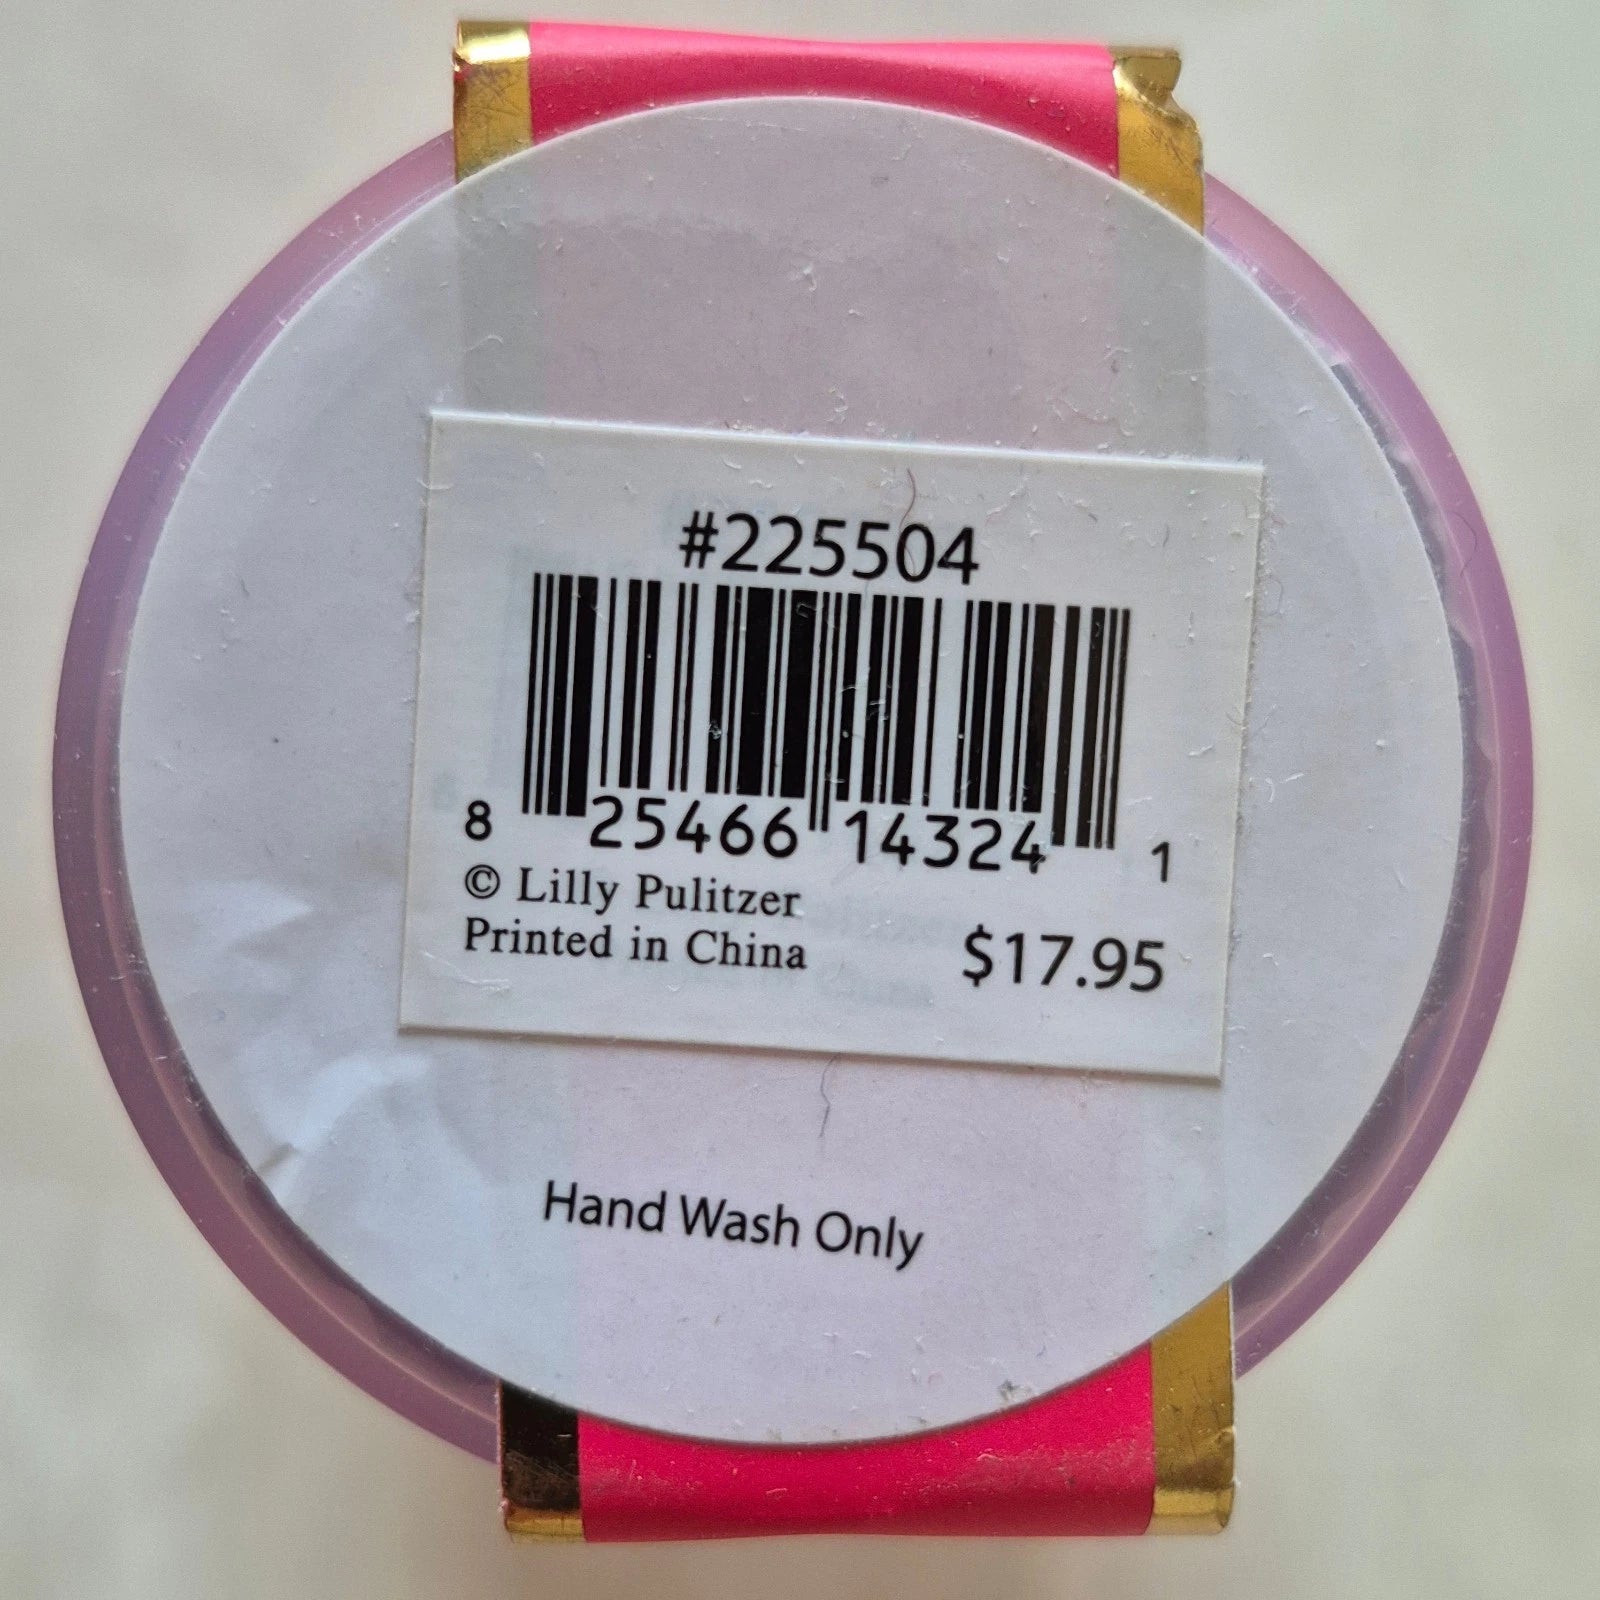 #225504
8 25466 14324 1
© Lilly Pulitzer
Printed in China
$17.95
Hand Wash Only